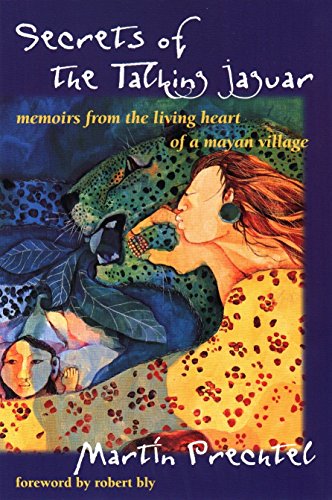 Secrets of
the Talking Jaguar
memoirs from the living heart
of a mayan village
Martín Prechtel
foreword by robert bly